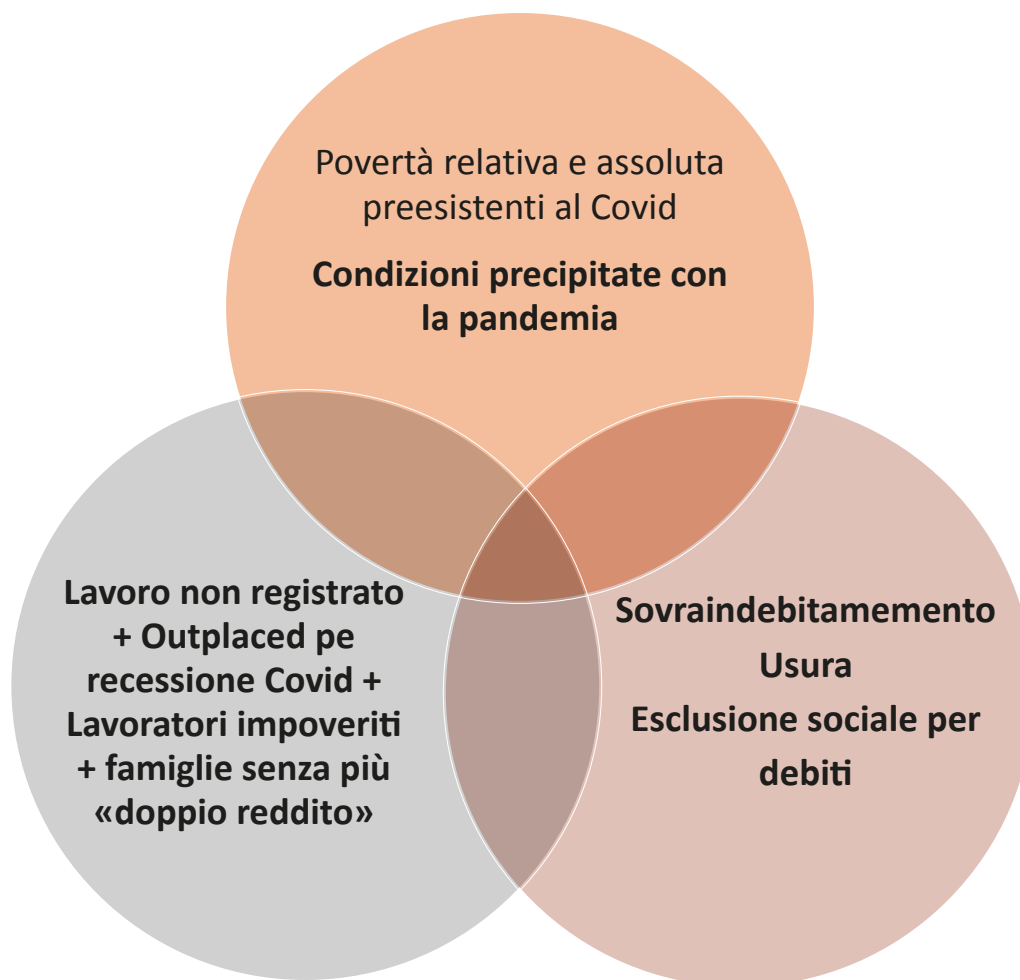 Povertà relativa e assoluta
preesistenti al Covid
Condizioni precipitate con
la pandemia
Lavoro non registrato
+ Outplaced pe
recessione Covid +
Lavoratori impoveriti
+ famiglie senza più
«doppio reddito»
Sovraindebitamemento
Usura
Esclusione sociale per
debiti